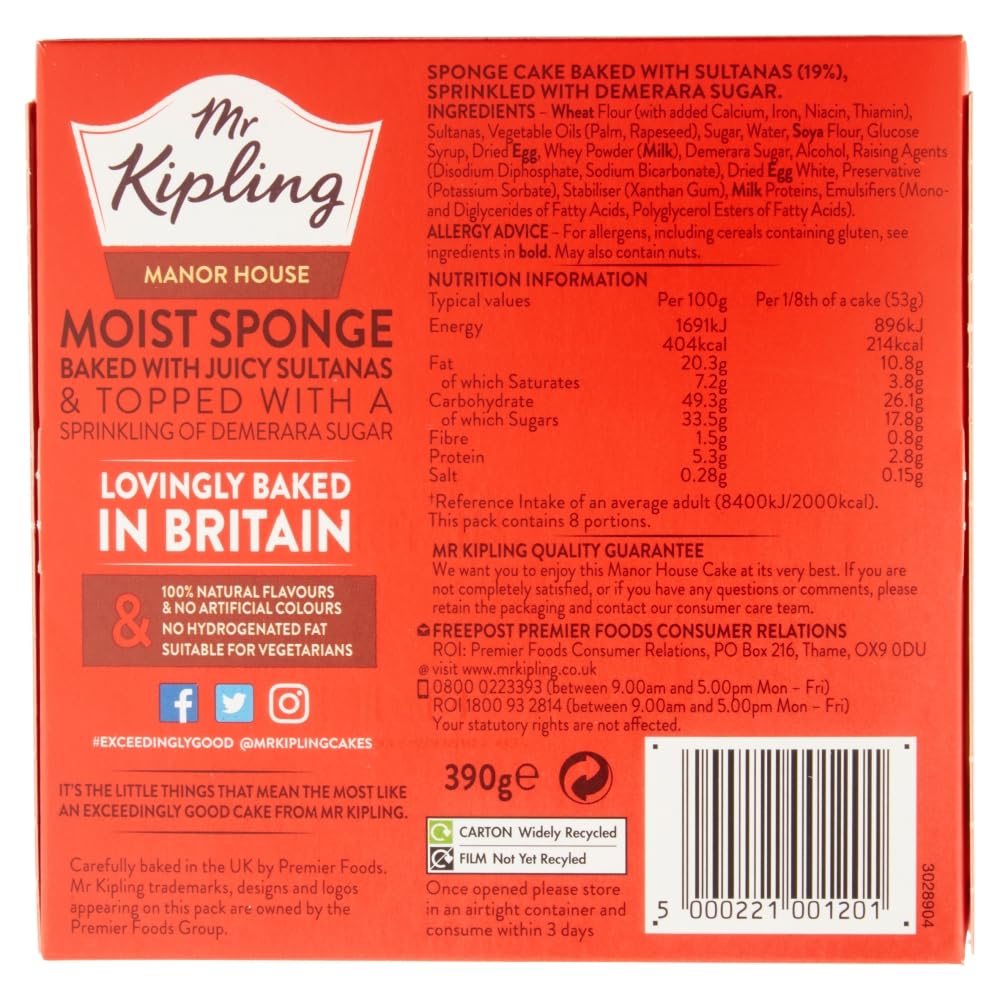 Mr
Kipling
MANOR HOUSE
MOIST SPONGE
BAKED WITH JUICY SULTANAS
& TOPPED WITH A
SPRINKLING OF DEMERARA SUGAR
LOVINGLY BAKED
IN BRITAIN
&
100% NATURAL FLAVOURS
& NO ARTIFICIAL COLOURS
NO HYDROGENATED FAT
SUITABLE FOR VEGETARIANS
#EXCEEDINGLYGOOD @MRKIPLINGCAKES
IT'S THE LITTLE THINGS THAT MEAN THE MOST LIKE
AN EXCEEDINGLY GOOD CAKE FROM MR KIPLING.
Carefully baked in the UK by Premier Foods.
Mr Kipling trademarks, designs and logos
appearing on this pack are owned by the
Premier Foods Group.
SPONGE CAKE BAKED WITH SULTANAS (19%),
SPRINKLED WITH DEMERARA SUGAR.
INGREDIENTS – Wheat Flour (with added Calcium, Iron, Niacin, Thiamin),
Sultanas, Vegetable Oils (Palm, Rapeseed), Sugar, Water, Soya Flour, Glucose
Syrup, Dried Egg, Whey Powder (Milk), Demerara Sugar, Alcohol, Raising Agents
(Disodium Diphosphate, Sodium Bicarbonate), Dried Egg White, Preservative
(Potassium Sorbate), Stabiliser (Xanthan Gum), Milk Proteins, Emulsifiers (Mono-
and Diglycerides of Fatty Acids, Polyglycerol Esters of Fatty Acids).
ALLERGY ADVICE – For allergens, including cereals containing gluten, see
ingredients in bold. May also contain nuts.
NUTRITION INFORMATION
Typical values Per 100g Per 1/8th of a cake (53g)
Energy 1691kJ 896kJ
404kcal 214kcal
Fat 20.3g 10.8g
of which Saturates 7.2g 3.8g
Carbohydrate 49.3g 26.1g
of which Sugars 33.5g 17.8g
Fibre 1.5g 0.8g
Protein 5.3g 2.8g
Salt 0.28g 0.15g
†Reference Intake of an average adult (8400kJ/2000kcal).
This pack contains 8 portions.
MR KIPLING QUALITY GUARANTEE
We want you to enjoy this Manor House Cake at its very best. If you are
not completely satisfied, or if you have any questions or comments, please
retain the packaging and contact our consumer care team.
FREEPOST PREMIER FOODS CONSUMER RELATIONS
ROI: Premier Foods Consumer Relations, PO Box 216, Thame, OX9 0DU
@ visit www.mrkipling.co.uk
0800 0223393 (between 9.00am and 5.00pm Mon – Fri)
ROI 1800 93 2814 (between 9.00am and 5.00pm Mon – Fri)
Your statutory rights are not affected.
390g℮
CARTON Widely Recycled
FILM Not Yet Recyled
Once opened please store
in an airtight container and
consume within 3 days
5 000221 001201
3028904